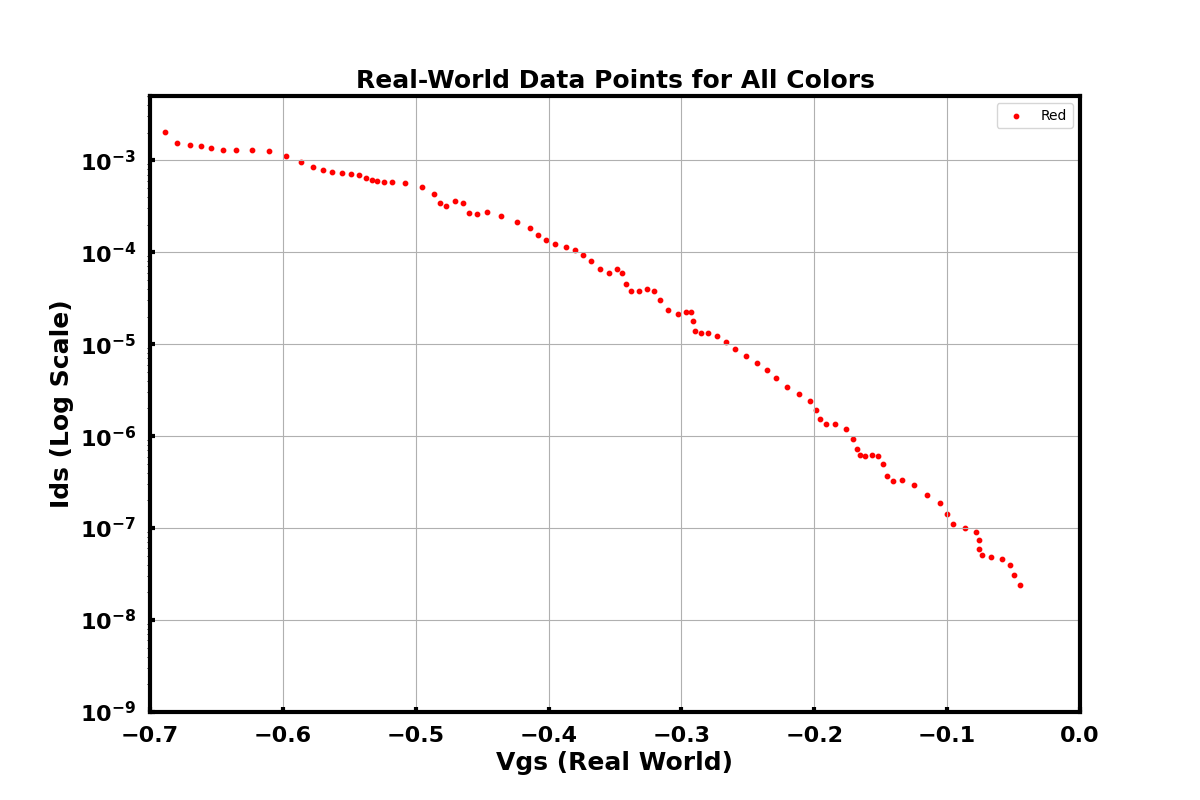 Real-World Data Points for All Colors
Red
10⁻³
10⁻⁴
10⁻⁵
10⁻⁶
10⁻⁷
10⁻⁸
10⁻⁹
Ids (Log Scale)
−0.7 −0.6 −0.5 −0.4 −0.3 −0.2 −0.1 0.0
Vgs (Real World)